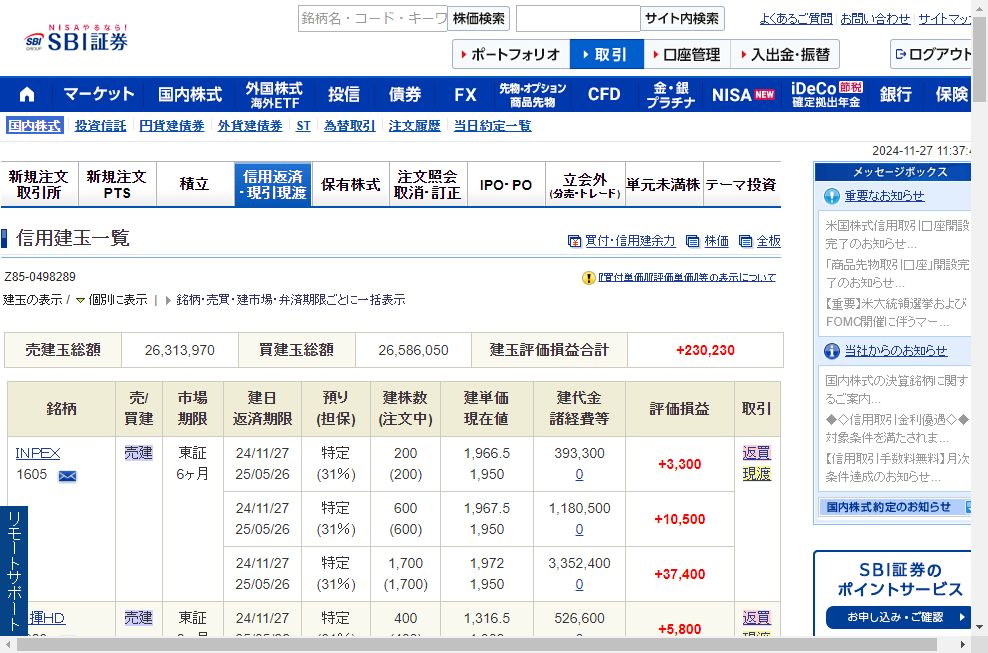 NISAやるなら!
SBI SBI証券
銘柄名・コード・キーワ
株価検索
サイト内検索
よくあるご質問 お問い合わせ サイトマッ
ポートフォリオ
取引
口座管理
入出金・振替
ログアウト
マーケット
国内株式
外国株式
海外ETF
投信
債券
FX
先物・オプション
商品先物
CFD
金・銀
プラチナ
NISA NEW
iDeCo 節税
確定拠出年金
銀行
保険
国内株式 投資信託 円貨建債券 外貨建債券 ST 為替取引 注文履歴 当日約定一覧
2024-11-27 11:37:
新規注文
取引所
新規注文
PTS
積立
信用返済
・現引現渡
保有株式
注文照会
取消・訂正
IPO・PO
立会外
(分売・トレード)
単元未満株
テーマ投資
信用建玉一覧
買付・信用建余力 株価 全板
Z85-0498289
『[買付単価][評価単価]』等の表示について
建玉の表示 / 個別に表示 | 銘柄・売買・建市場・弁済期限ごとに一括表示
売建玉総額 26,313,970 買建玉総額 26,586,050 建玉評価損益合計 +230,230
銘柄
売/
買建
市場
期限
建日
返済期限
預り
(担保)
建株数
(注文中)
建単価
現在値
建代金
諸経費等
評価損益
取引
INPEX 売建 東証 24/11/27 特定 200 1,966.5 393,300 +3,300 返買
1605 6ヶ月 25/05/26 (31%) (200) 1,950 0 現渡
24/11/27 特定 600 1,967.5 1,180,500 +10,500
25/05/26 (31%) (600) 1,950 0
24/11/27 特定 1,700 1,972 3,352,400 +37,400
25/05/26 (31%) (1,700) 1,950 0
揮HD 売建 東証 24/11/27 特定 400 1,316.5 526,600 +5,800 返買
リモートサポート
メッセージボックス
重要なお知らせ
米国株式信用取引口座開設
完了のお知らせ...
「商品先物取引口座」開設完
了のお知らせ...
【重要】米大統領選挙および
FOMC開催に伴うマー...
当社からのお知らせ
国内株式の決算銘柄に関す
るご案内...
◆◇信用取引金利優遇◇◆
対象条件を満たされま...
【信用取引手数料無料】月次
条件達成のお知らせ...
国内株式約定のお知らせ
SBI証券の
ポイントサービス
お申し込み・ご確認